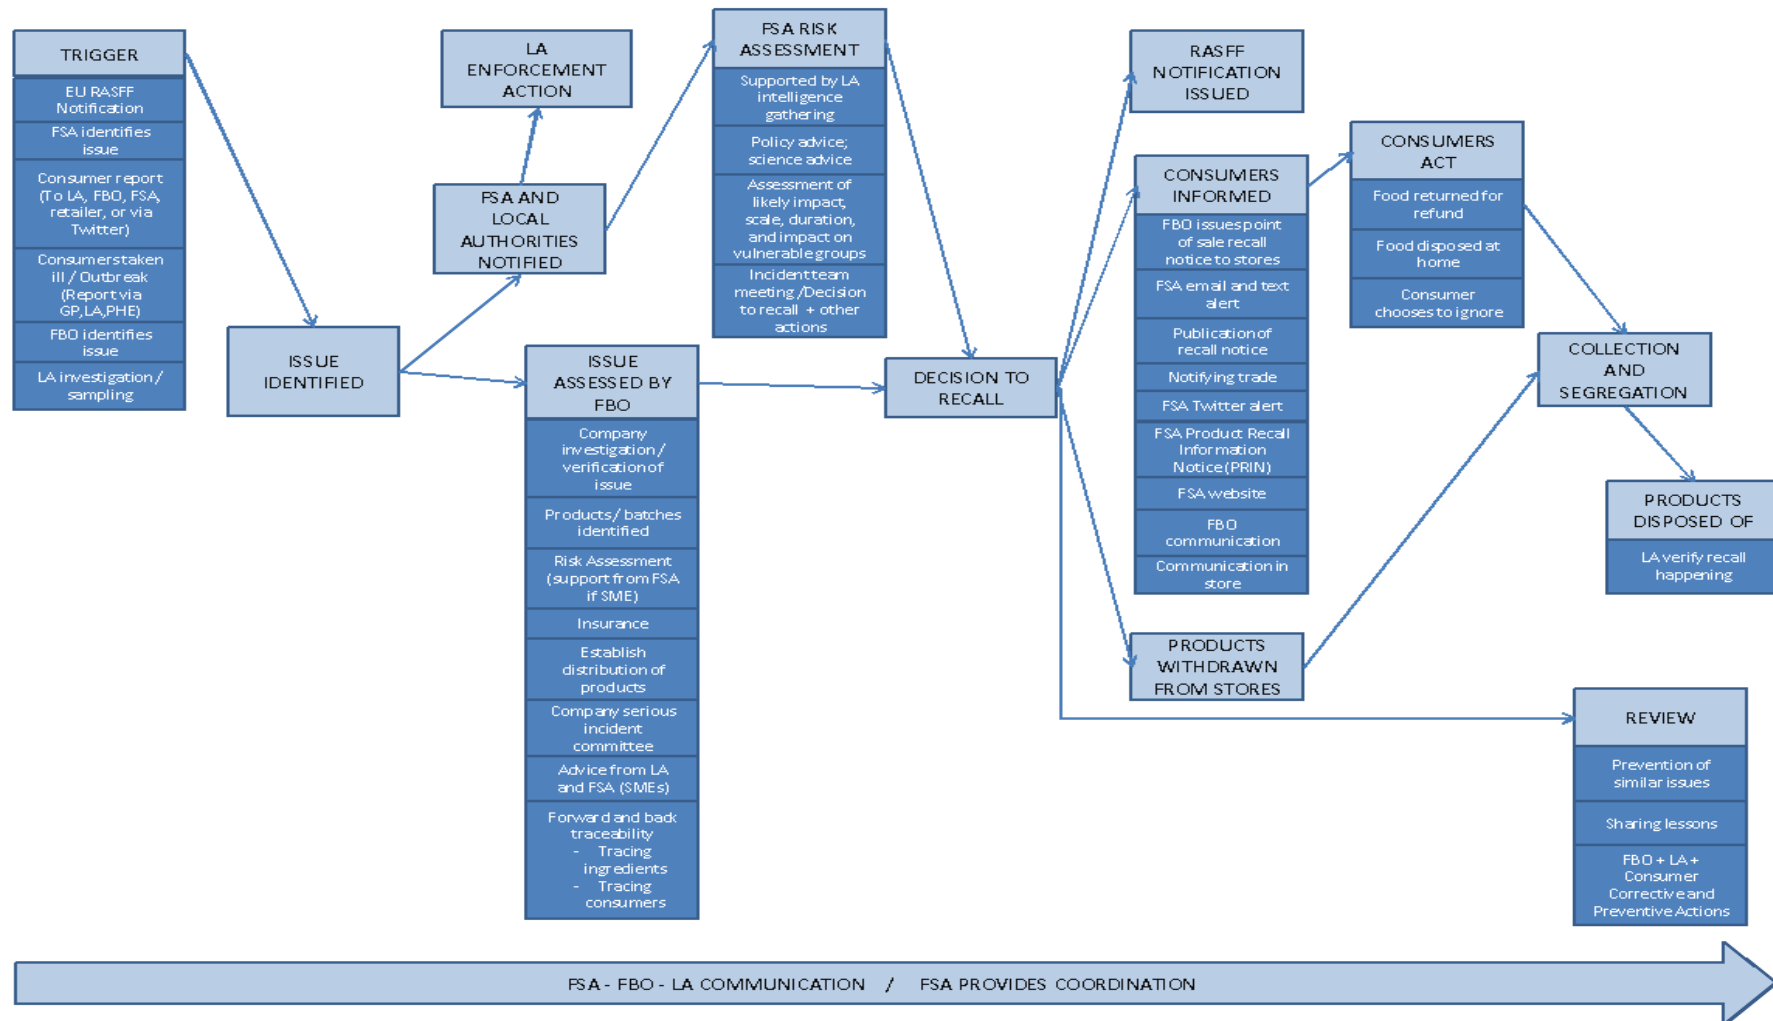 TRIGGER
EU RASFF
Notification
FSA identifies
issue
Consumer report
(To LA, FBO, FSA,
retailer, or via
Twitter)
Consumers taken
ill / Outbreak
(Report via
GP,LA,PHE)
FBO identifies
issue
LA investigation /
sampling
ISSUE
IDENTIFIED
LA
ENFORCEMENT
ACTION
FSA AND
LOCAL
AUTHORITIES
NOTIFIED
ISSUE
ASSESSED BY
FBO
Company
investigation /
verification of
issue
Products / batches
identified
Risk Assessment
(support from FSA
if SME)
Insurance
Establish
distribution of
products
Company serious
incident
committee
Advice from LA
and FSA (SMEs)
Forward and back
traceability
- Tracing
ingredients
- Tracing
consumers
FSA RISK
ASSESSMENT
Supported by LA
intelligence
gathering
Policy advice;
science advice
Assessment of
likely impact,
scale, duration,
and impact on
vulnerable groups
Incident team
meeting /Decision
to recall + other
actions
DECISION TO
RECALL
RASFF
NOTIFICATION
ISSUED
CONSUMERS
INFORMED
FBO issues point
of sale recall
notice to stores
FSA email and text
alert
Publication of
recall notice
Notifying trade
FSA Twitter alert
FSA Product Recall
Information
Notice (PRIN)
FSA website
FBO
communication
Communication in
store
PRODUCTS
WITHDRAWN
FROM STORES
CONSUMERS
ACT
Food returned for
refund
Food disposed at
home
Consumer
chooses to ignore
COLLECTION
AND
SEGREGATION
PRODUCTS
DISPOSED OF
LA verify recall
happening
REVIEW
Prevention of
similar issues
Sharing lessons
FBO + LA +
Consumer
Corrective and
Preventive Actions
FSA - FBO - LA COMMUNICATION / FSA PROVIDES COORDINATION